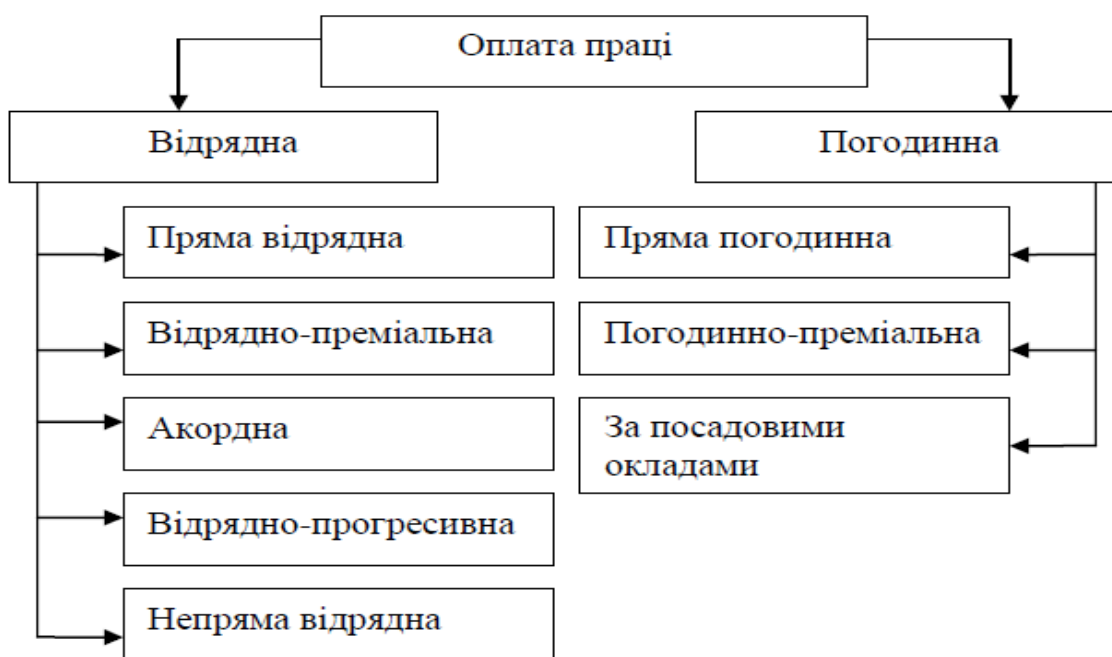 Оплата праці
Відрядна
Погодинна
Пряма відрядна
Пряма погодинна
Відрядно-преміальна
Погодинно-преміальна
Акордна
За посадовими
окладами
Відрядно-прогресивна
Непряма відрядна